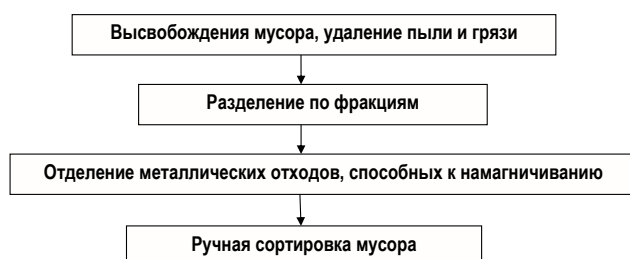 Высвобождения мусора, удаление пыли и грязи
Разделение по фракциям
Отделение металлических отходов, способных к намагничиванию
Ручная сортировка мусора